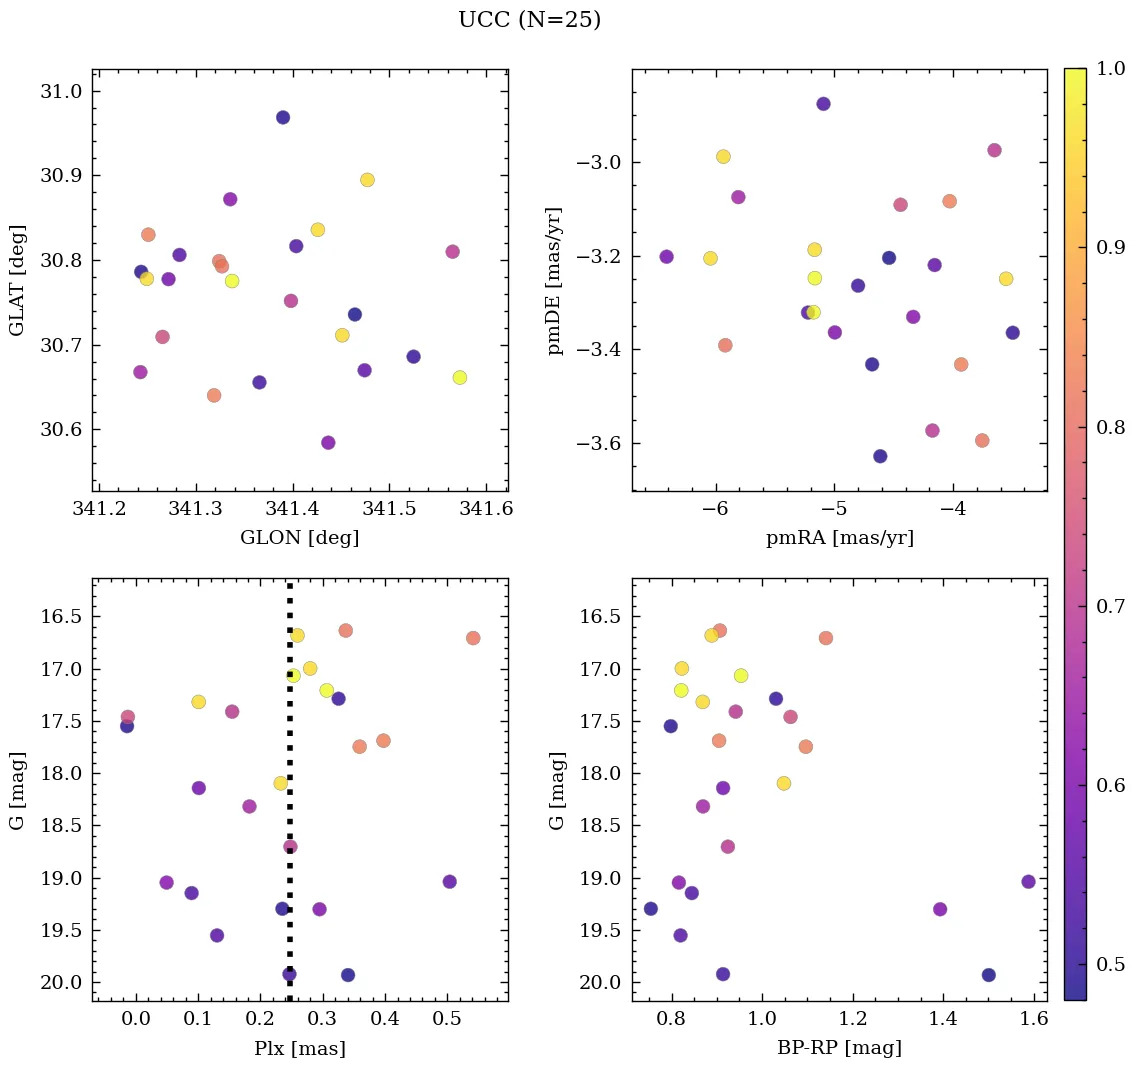 UCC (N=25)
31.0
30.9
30.8
30.7
30.6
GLAT [deg]
341.2 341.3 341.4 341.5 341.6
GLON [deg]
−3.0
−3.2
−3.4
−3.6
pmDE [mas/yr]
−6 −5 −4
pmRA [mas/yr]
16.5
17.0
17.5
18.0
18.5
19.0
19.5
20.0
G [mag]
0.0 0.1 0.2 0.3 0.4 0.5
Plx [mas]
16.5
17.0
17.5
18.0
18.5
19.0
19.5
20.0
G [mag]
0.8 1.0 1.2 1.4 1.6
BP-RP [mag]
1.0
0.9
0.8
0.7
0.6
0.5